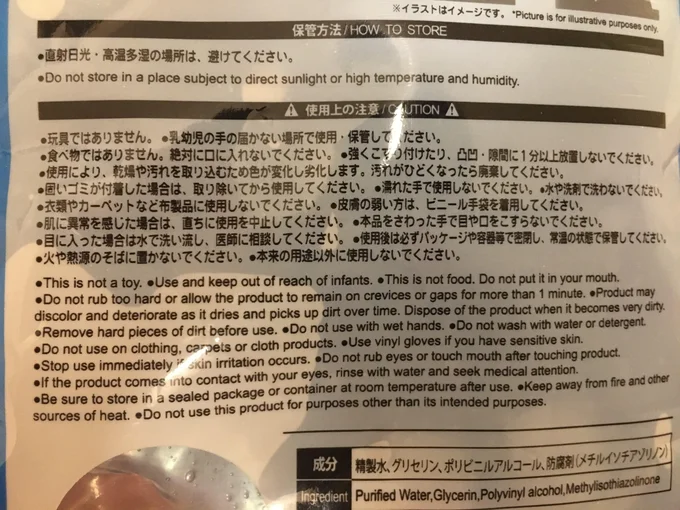 ※イラストはイメージです。 *Picture is for illustrative purposes only.
保管方法/HOW TO STORE
●直射日光・高温多湿の場所は、避けてください。
●Do not store in a place subject to direct sunlight or high temperature and humidity.
⚠ 使用上の注意/CAUTION ⚠
●玩具ではありません。 ●乳幼児の手の届かない場所で使用・保管してください。
●食べ物ではありません。絶対に口に入れないでください。 ●強くこすり付けたり、凸凹・隙間に1分以上放置しないでください。
●使用により、乾燥や汚れを取り込むため色が変化し劣化します。汚れがひどくなったら廃棄してください。
●固いゴミが付着した場合は、取り除いてから使用してください。 ●濡れた手で使用しないでください。 ●水や洗剤で洗わないでください。
●衣類やカーペットなど布製品に使用しないでください。 ●皮膚の弱い方は、ビニール手袋を着用してください。
●肌に異常を感じた場合は、直ちに使用を中止してください。 ●本品をさわった手で目や口をこすらないでください。
●目に入った場合は水で洗い流し、医師に相談してください。 ●使用後は必ずパッケージや容器等で密閉し、常温の状態で保管してください。
●火や熱源のそばに置かないでください。 ●本来の用途以外に使用しないでください。
●This is not a toy. ●Use and keep out of reach of infants. ●This is not food. Do not put it in your mouth.
●Do not rub too hard or allow the product to remain on crevices or gaps for more than 1 minute. ●Product may
discolor and deteriorate as it dries and picks up dirt over time. Dispose of the product when it becomes very dirty.
●Remove hard pieces of dirt before use. ●Do not use with wet hands. ●Do not wash with water or detergent.
●Do not use on clothing, carpets or cloth products. ●Use vinyl gloves if you have sensitive skin.
●Stop use immediately if skin irritation occurs. ●Do not rub eyes or touch mouth after touching product.
●If the product comes into contact with your eyes, rinse with water and seek medical attention.
●Be sure to store in a sealed package or container at room temperature after use. ●Keep away from fire and other
sources of heat. ●Do not use this product for purposes other than its intended purposes.
成分 精製水、グリセリン、ポリビニルアルコール、防腐剤(メチルイソチアゾリノン)
Ingredient Purified Water,Glycerin,Polyvinyl alcohol,Methylisothiazolinone